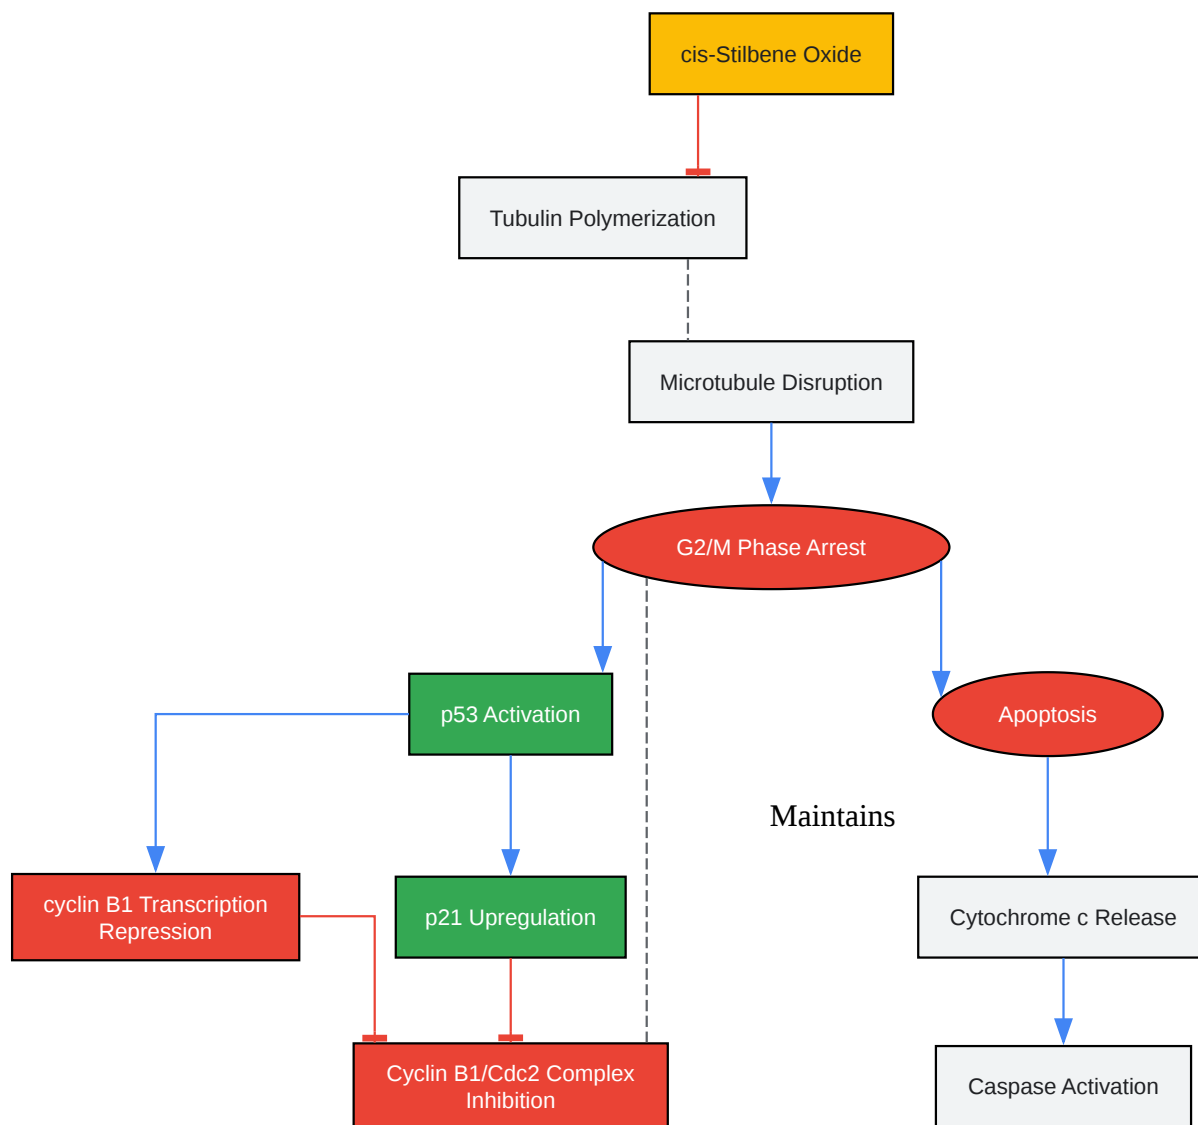 cis-Stilbene Oxide
Tubulin Polymerization
Microtubule Disruption
G2/M Phase Arrest
p53 Activation
Apoptosis
Maintains
cyclin B1 Transcription
Repression
p21 Upregulation
Cytochrome c Release
Cyclin B1/Cdc2 Complex
Inhibition
Caspase Activation